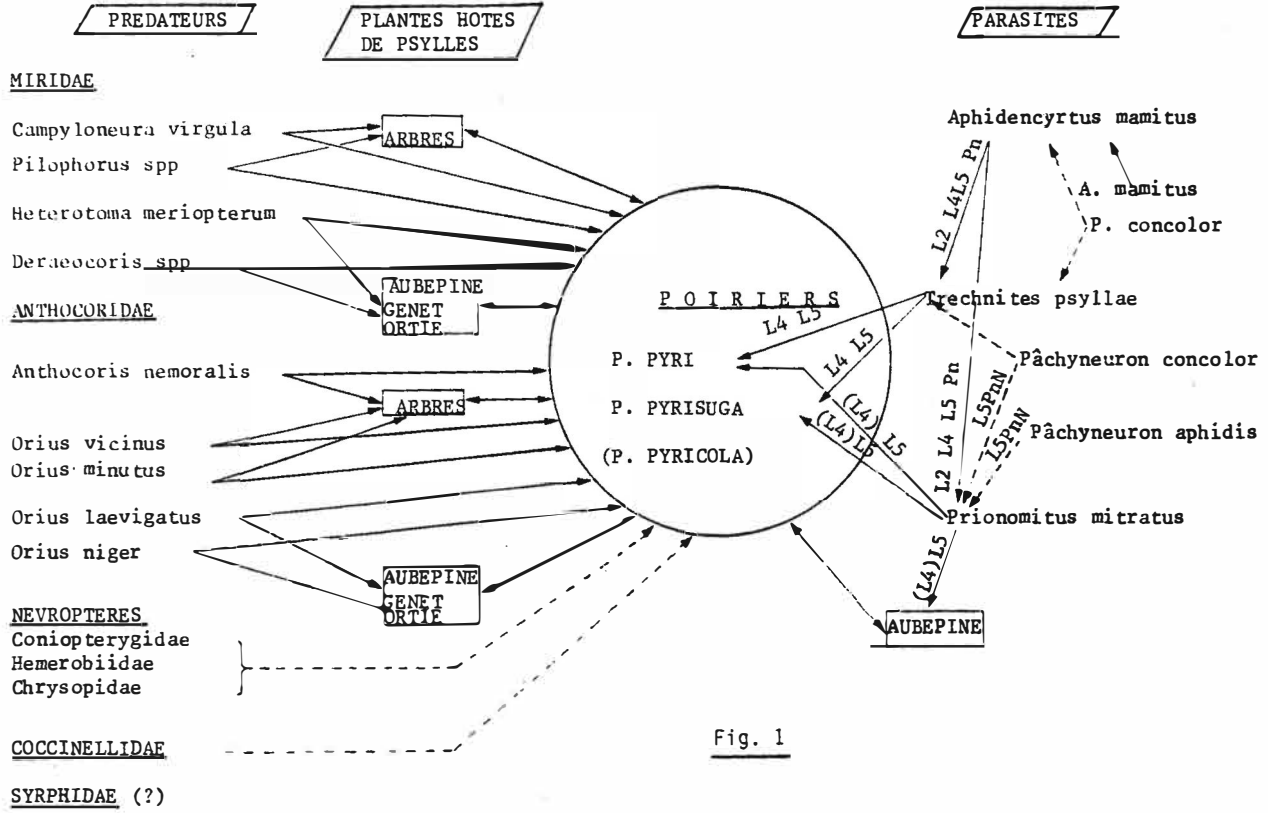 PREDATEURS
PLANTES HOTES
DE PSYLLES
PARASITES
MIRIDAE
Campyloneura virgula
Pilophorus spp
Heterotoma meriopterum
Deraeocoris spp
ANTHOCORIDAE
Anthocoris nemoralis
Orius vicinus
Orius minutus
Orius laevigatus
Orius niger
NEVROPTERES
Coniopterygidae
Hemerobiidae
Chrysopidae
COCCINELLIDAE
SYRPHIDAE (?)
ARBRES
AUBEPINE
GENET
ORTIE
ARBRES
AUBEPINE
GENET
ORTIE
POIRIERS
P. PYRI
P. PYRISUGA
(P. PYRICOLA)
L4 L5
L4 L5
(L4) L5
(L4)L5
Aphidencyrtus mamitus
L2 L4L5 Pn
A. mamitus
P. concolor
Trechnites psyllae
Pâchyneuron concolor
L2 L4 L5 Pn
L5PnN
L5PnN
Pâchyneuron aphidis
Prionomitus mitratus
(L4)L5
AUBEPINE
Fig. 1